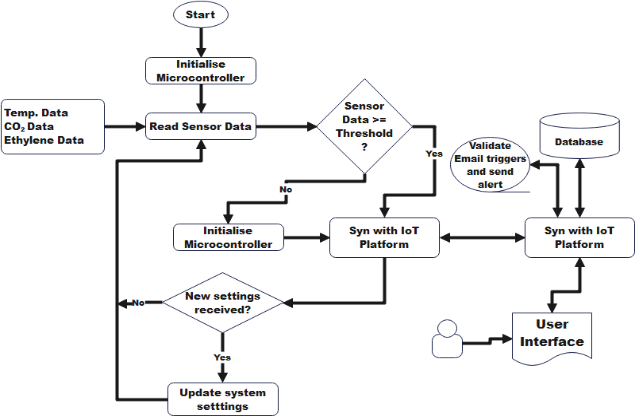 Start
Initialise
Microcontroller
Temp. Data
CO₂ Data
Ethylene Data
Read Sensor Data
Sensor
Data >=
Threshold
?
Yes
No
Validate
Email triggers
and send
alert
Database
Initialise
Microcontroller
Syn with IoT
Platform
Syn with IoT
Platform
New settings
received?
No
Yes
User
Interface
Update system
setttings